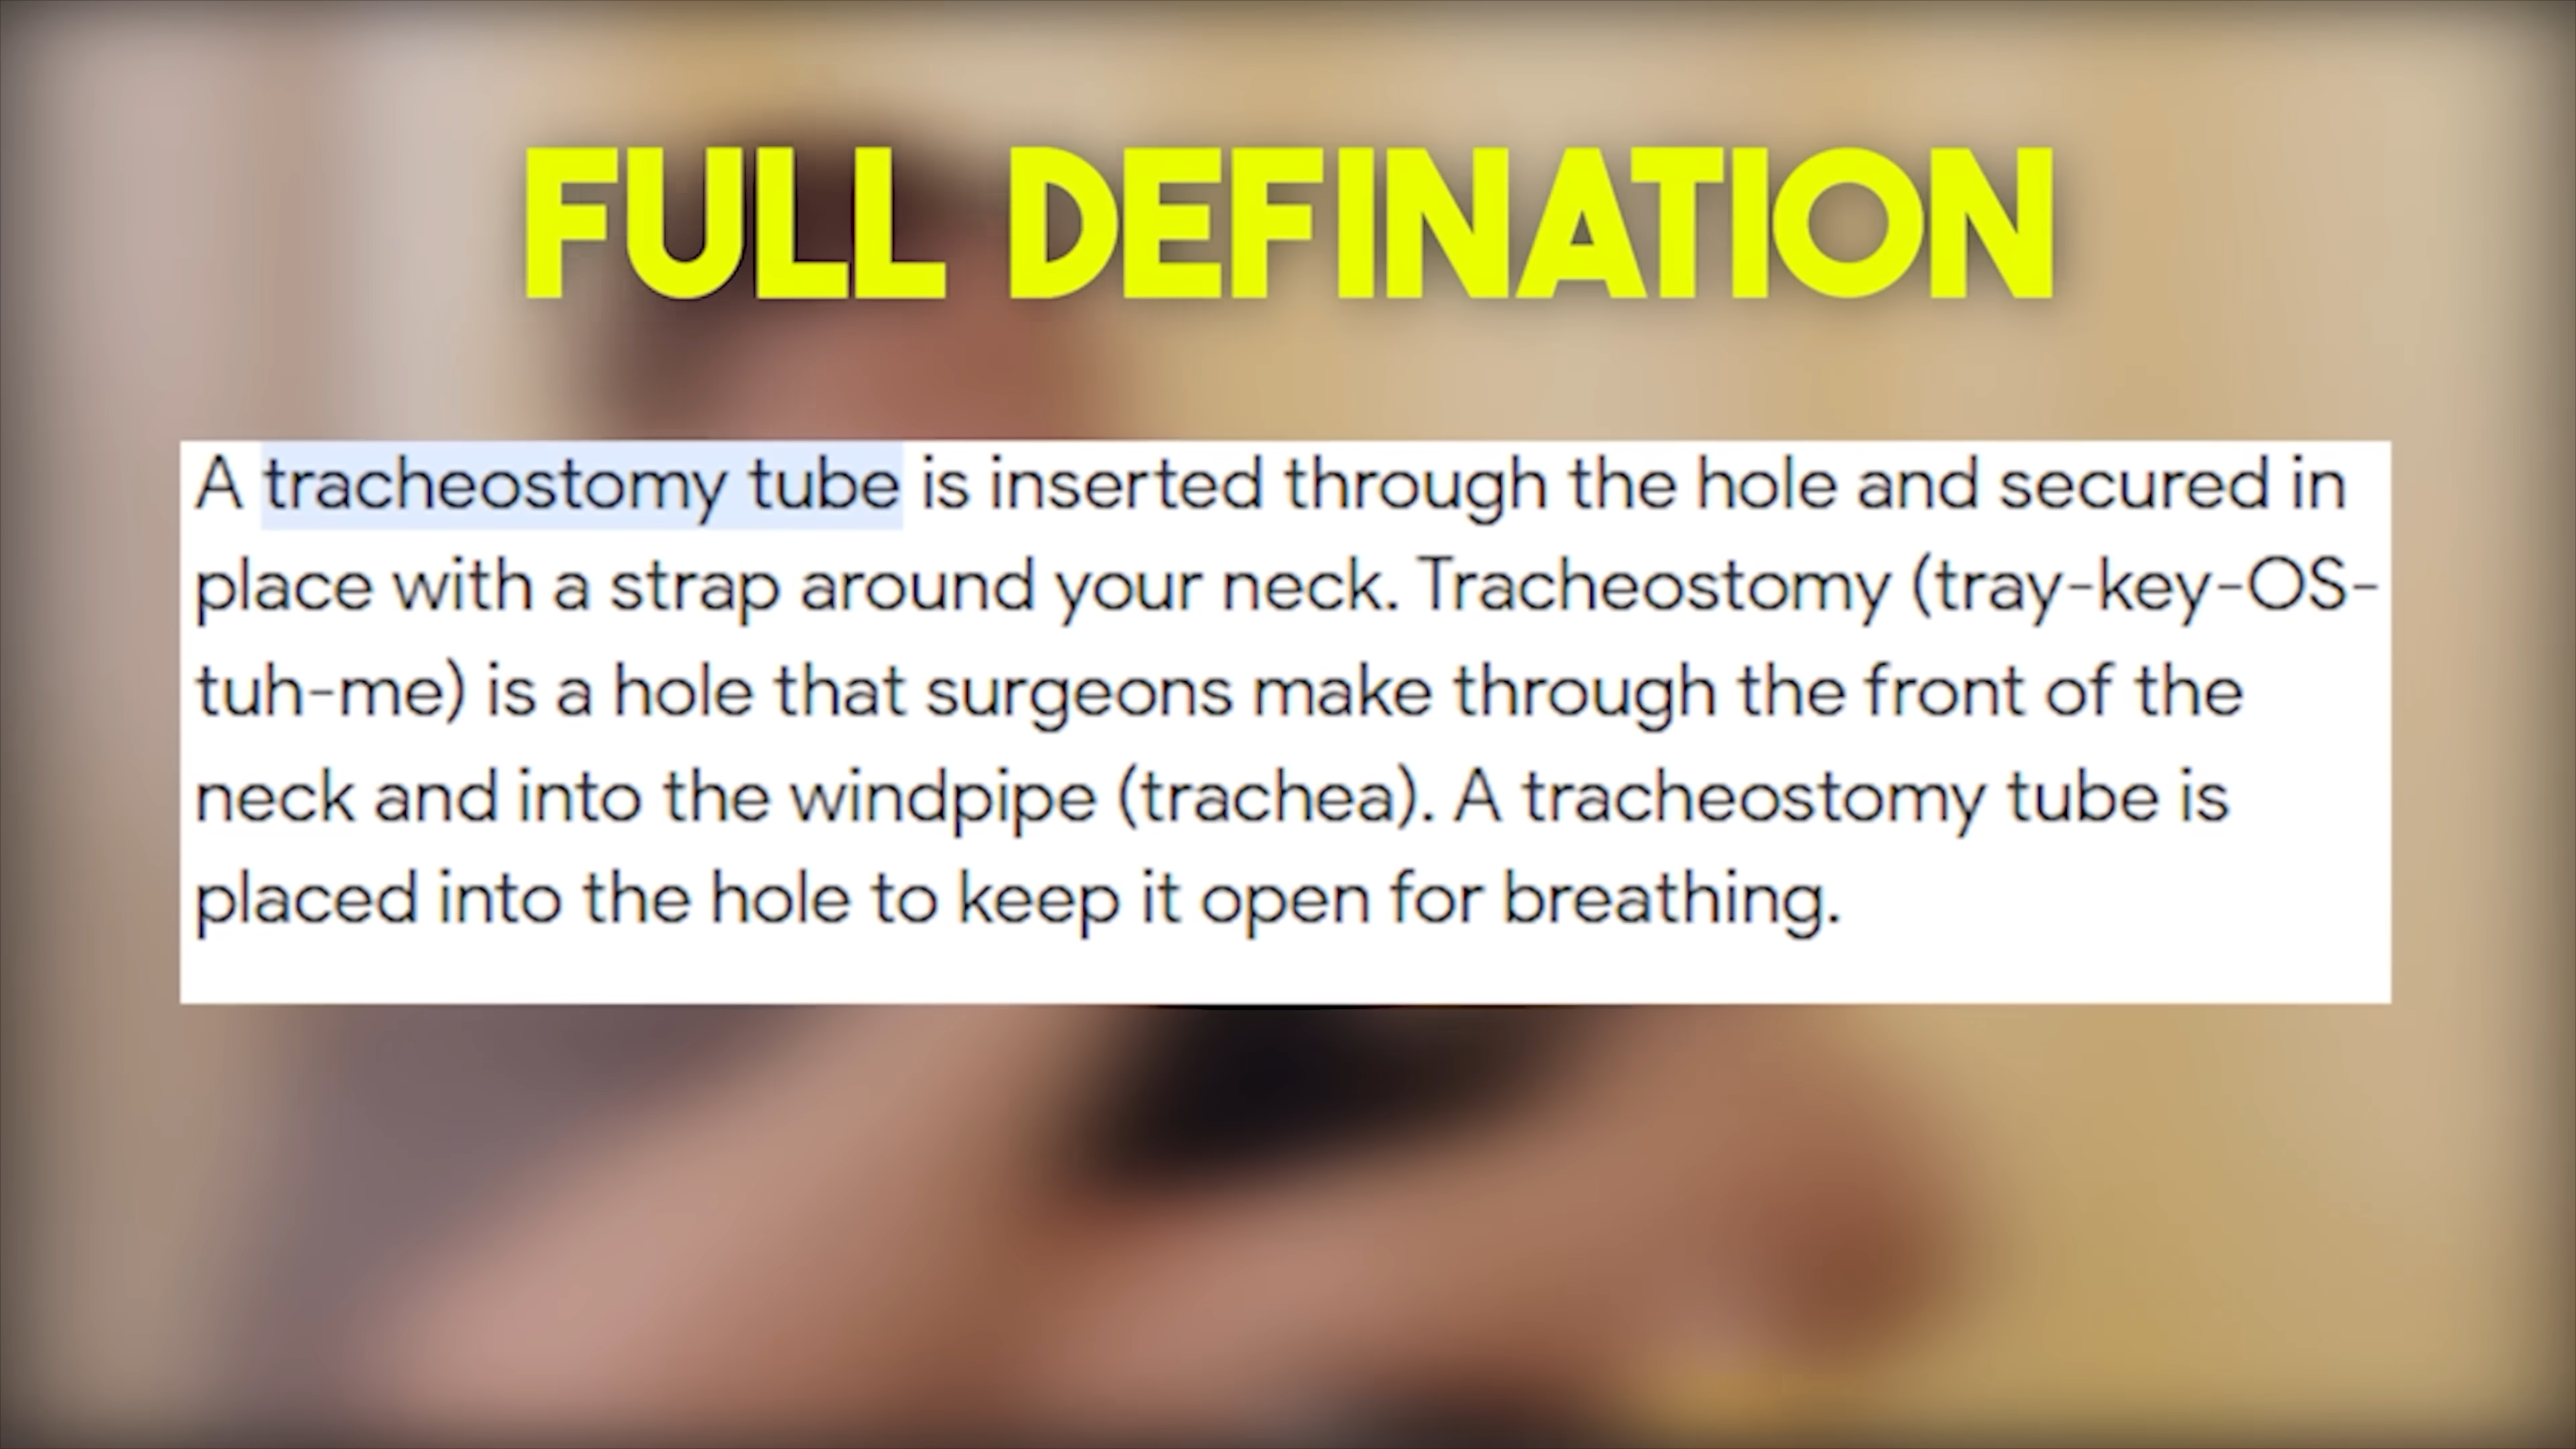 FULL DEFINATION
A tracheostomy tube is inserted through the hole and secured in
place with a strap around your neck. Tracheostomy (tray-key-OS-
tuh-me) is a hole that surgeons make through the front of the
neck and into the windpipe (trachea). A tracheostomy tube is
placed into the hole to keep it open for breathing.